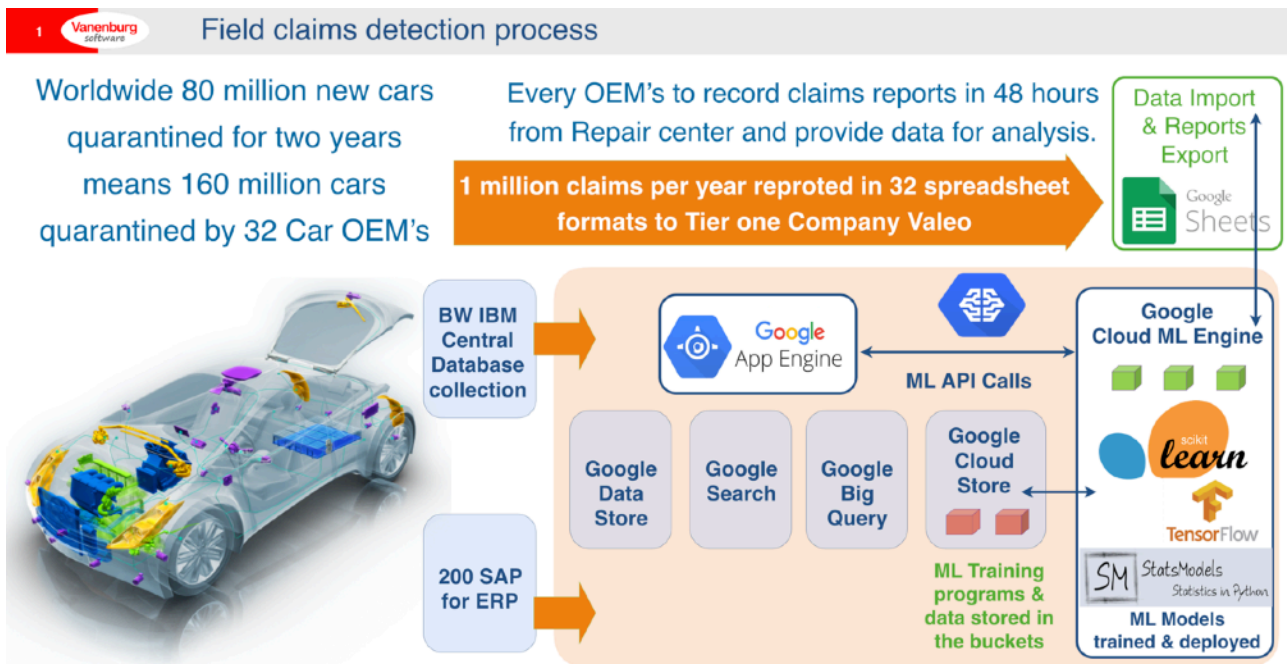 1
Vanenburg
software
Field claims detection process
Worldwide 80 million new cars
quarantined for two years
means 160 million cars
quarantined by 32 Car OEM's
Every OEM's to record claims reports in 48 hours
from Repair center and provide data for analysis.
1 million claims per year reproted in 32 spreadsheet
formats to Tier one Company Valeo
Data Import
& Reports
Export
Google
Sheets
BW IBM
Central
Database
collection
200 SAP
for ERP
Google
App Engine
ML API Calls
Google
Data
Store
Google
Search
Google
Big
Query
Google
Cloud
Store
ML Training
programs &
data stored in
the buckets
Google
Cloud ML Engine
scikit
learn
TensorFlow
SM
StatsModels
Statistics in Python
ML Models
trained & deployed